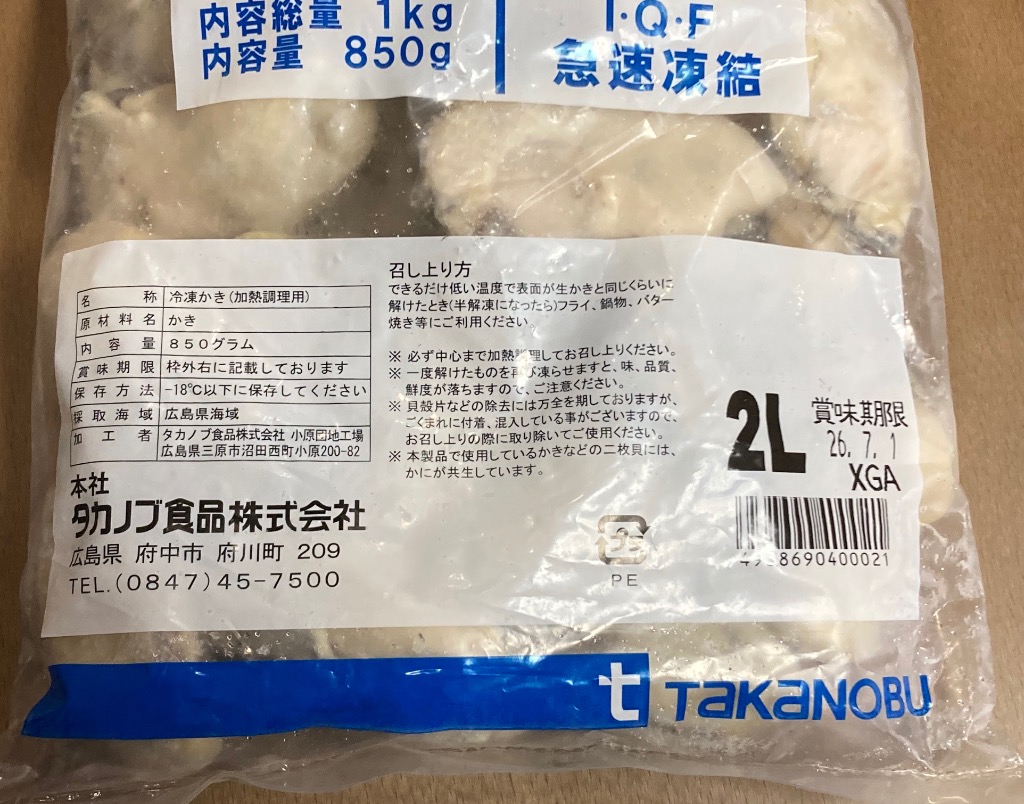 内容総量 1kg
内容量 850g
I・Q・F
急速凍結
名称 冷凍かき(加熱調理用)
原材料名 かき
内容量 850グラム
賞味期限 枠外右に記載しております
保存方法 -18℃以下に保存してください
採取海域 広島県海域
加工者 タカノブ食品株式会社 小原団地工場
広島県三原市沼田西町小原200-82
本社
タカノブ食品株式会社
広島県 府中市 府川町 209
TEL.(0847)45-7500
召し上り方
できるだけ低い温度で表面が生かきと同じくらいに
解けたとき(半解凍になったら)フライ、鍋物、バター
焼き等にご利用ください。
※ 必ず中心まで加熱調理してお召し上りください。
※ 一度解けたものを再び凍らせますと、味、品質、
鮮度が落ちますので、ご注意ください。
※ 貝殻片などの除去には万全を期しておりますが、
ごくまれに付着、混入している事がございますので、
お召し上りの際に取り除いてご使用ください。
※ 本製品で使用しているかきなどの二枚貝には、
かにが共生しています。
PE
2L
賞味期限
26.7.1
XGA
t TAKANOBU